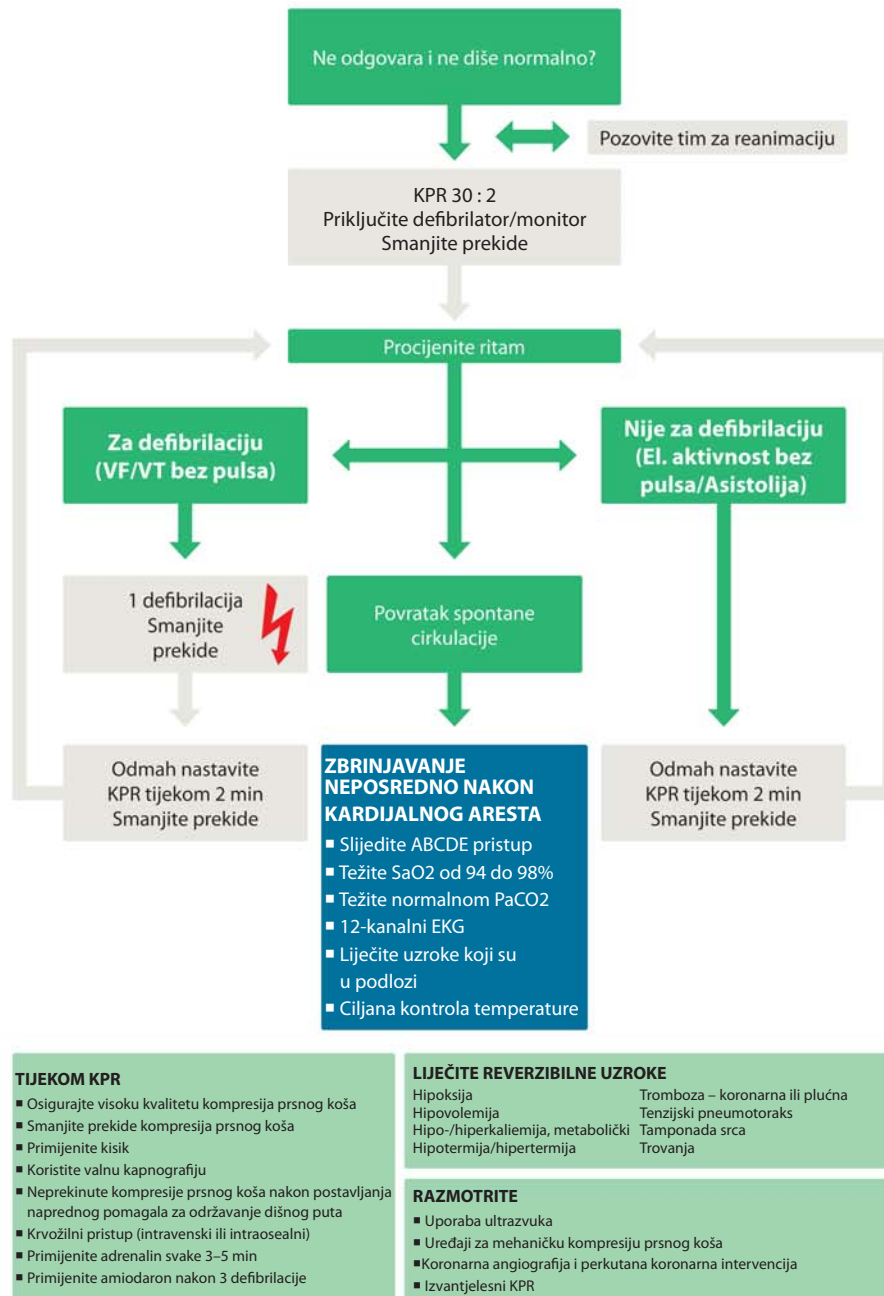 Ne odgovara i ne diše normalno?
Pozovite tim za reanimaciju
KPR 30 : 2
Priključite defibrilator/monitor
Smanjite prekide
Procijenite ritam
Za defibrilaciju
(VF/VT bez pulsa)
Nije za defibrilaciju
(El. aktivnost bez
pulsa/Asistolija)
1 defibrilacija
Smanjite
prekide
Povratak spontane
cirkulacije
Odmah nastavite
KPR tijekom 2 min
Smanjite prekide
ZBRINJAVANJE
NEPOSREDNO NAKON
KARDIJALNOG ARESTA
▪ Slijedite ABCDE pristup
▪ Težite SaO2 od 94 do 98%
▪ Težite normalnom PaCO2
▪ 12-kanalni EKG
▪ Liječite uzroke koji su
u podlozi
▪ Ciljana kontrola temperature
Odmah nastavite
KPR tijekom 2 min
Smanjite prekide
TIJEKOM KPR
▪ Osigurajte visoku kvalitetu kompresija prsnog koša
▪ Smanjite prekide kompresija prsnog koša
▪ Primijenite kisik
▪ Koristite valnu kapnografiju
▪ Neprekinute kompresije prsnog koša nakon postavljanja
naprednog pomagala za održavanje dišnog puta
▪ Krvožilni pristup (intravenski ili intraosealni)
▪ Primijenite adrenalin svake 3–5 min
▪ Primijenite amiodaron nakon 3 defibrilacije
LIJEČITE REVERZIBILNE UZROKE
Hipoksija
Hipovolemija
Hipo-/hiperkaliemija, metabolički
Hipotermija/hipertermija
Tromboza – koronarna ili plućna
Tenzijski pneumotoraks
Tamponada srca
Trovanja
RAZMOTRITE
▪ Uporaba ultrazvuka
▪ Uređaji za mehaničku kompresiju prsnog koša
▪Koronarna angiografija i perkutana koronarna intervencija
▪ Izvantjelesni KPR